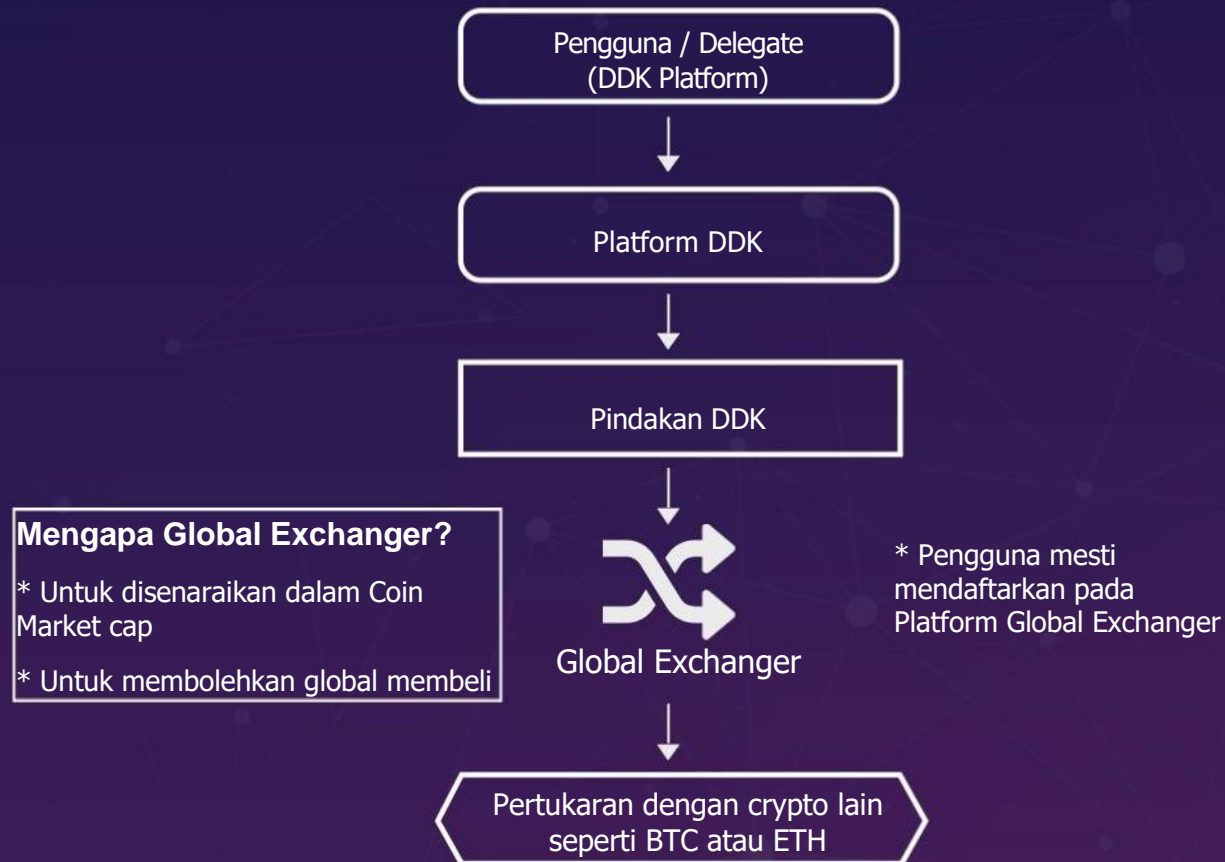 Pengguna / Delegate
(DDK Platform)
Platform DDK
Pindakan DDK
Mengapa Global Exchanger?
* Untuk disenaraikan dalam Coin
Market cap
* Untuk membolehkan global membeli
Global Exchanger
* Pengguna mesti
mendaftarkan pada
Platform Global Exchanger
Pertukaran dengan crypto lain
seperti BTC atau ETH